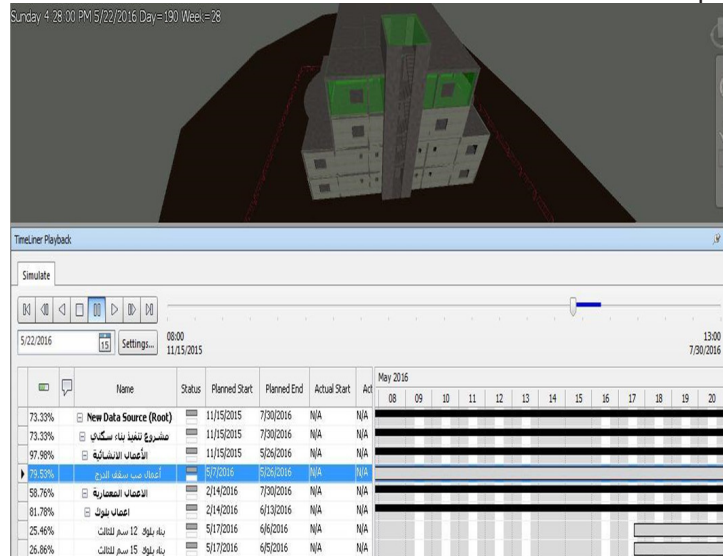 Sunday 4 28 00 PM 5/22/2016 Day=190 Week=28
TimeLiner Playback
Simulate
5/22/2016 15 Settings... 08:00 11/15/2015 13:00 7/30/2016
Name Status Planned Start Planned End Actual Start Act
May 2016
08 09 10 11 12 13 14 15 16 17 18 19 20
73.33% New Data Source (Root) 11/15/2015 7/30/2016 N/A N/A
73.33% مشروع تنفيذ بناء سكني 11/15/2015 7/30/2016 N/A N/A
97.98% الأعمال الانشائية 11/15/2015 5/26/2016 N/A N/A
79.53% أعمال صب سقف الدرج 5/7/2016 5/26/2016 N/A N/A
58.76% الاعمال المعمارية 2/14/2016 7/30/2016 N/A N/A
81.78% اعمال بلوك 2/14/2016 6/13/2016 N/A N/A
25.46% بناء بلوك 12 سم للثالث 5/17/2016 6/6/2016 N/A N/A
26.86% بناء بلوك 15 سم للثالث 5/17/2016 6/5/2016 N/A N/A